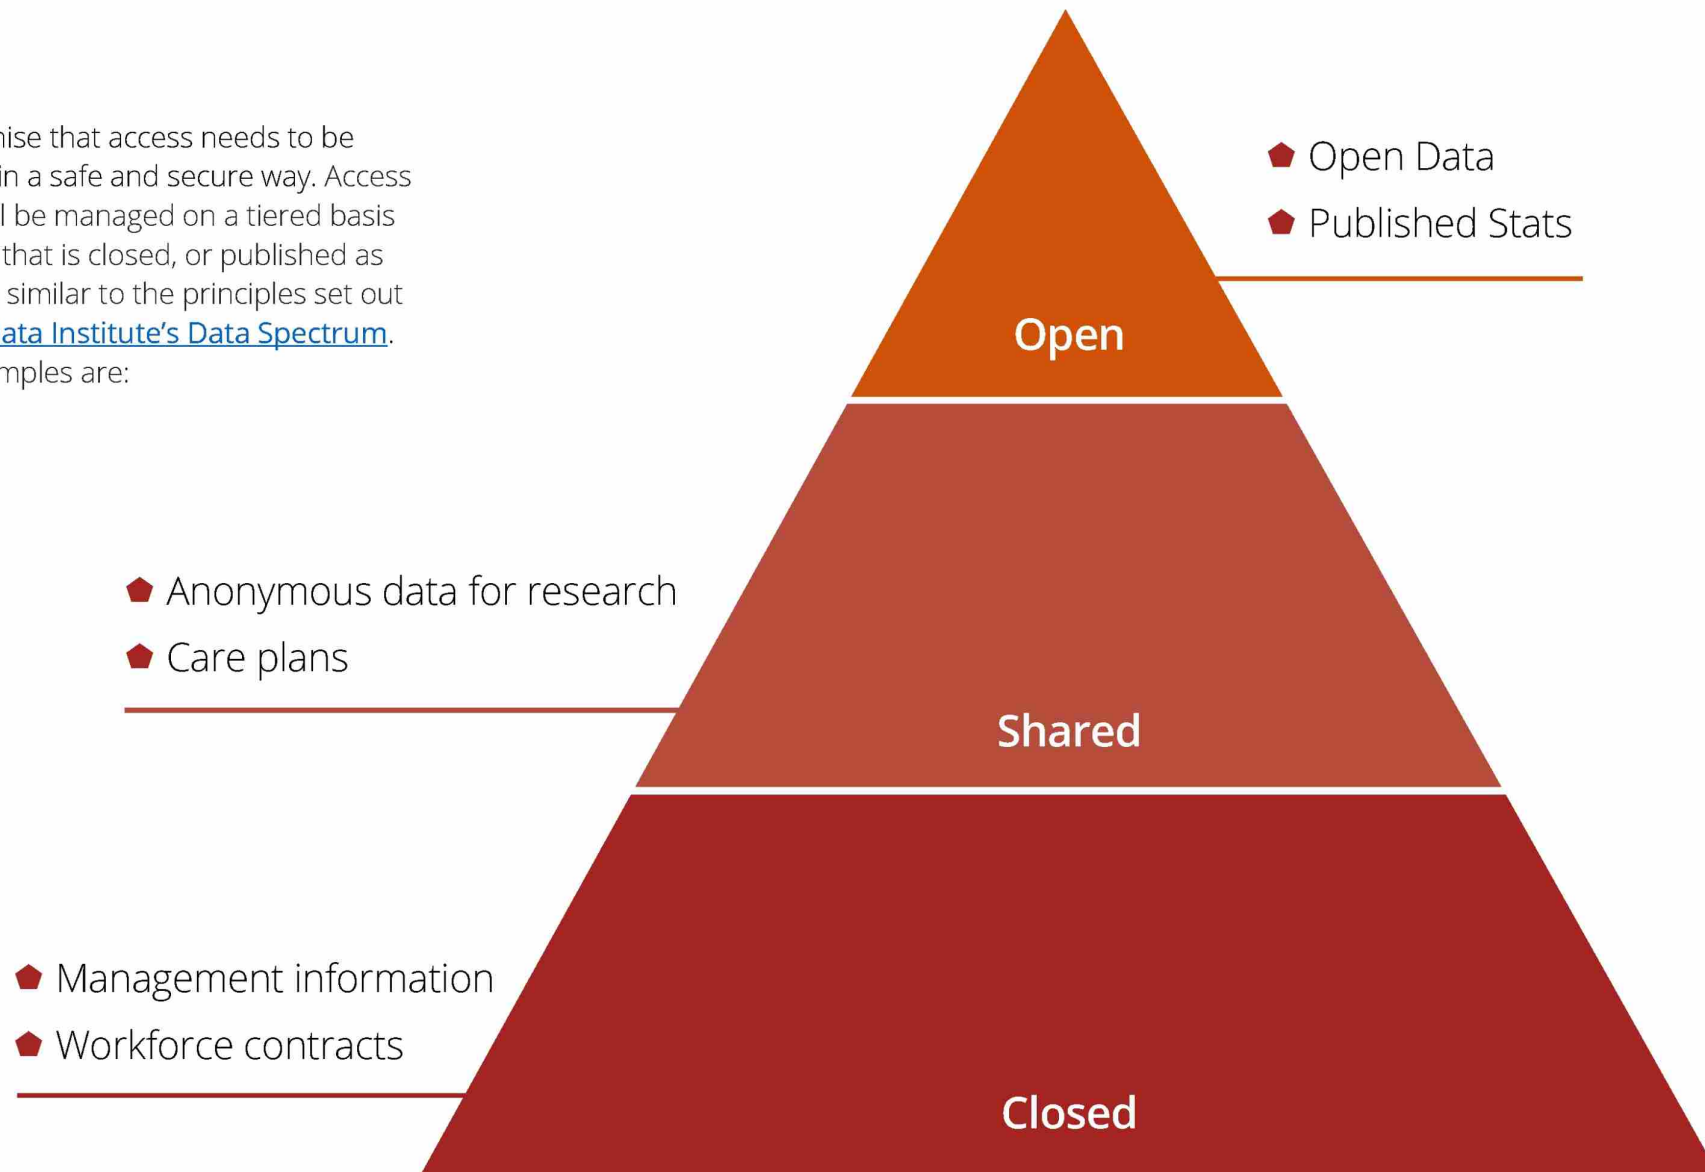 nise that access needs to be
in a safe and secure way. Access
l be managed on a tiered basis
that is closed, or published as
similar to the principles set out
ata Institute's Data Spectrum.
mples are:
Open Data
Published Stats
Open
Anonymous data for research
Care plans
Shared
Management information
Workforce contracts
Closed